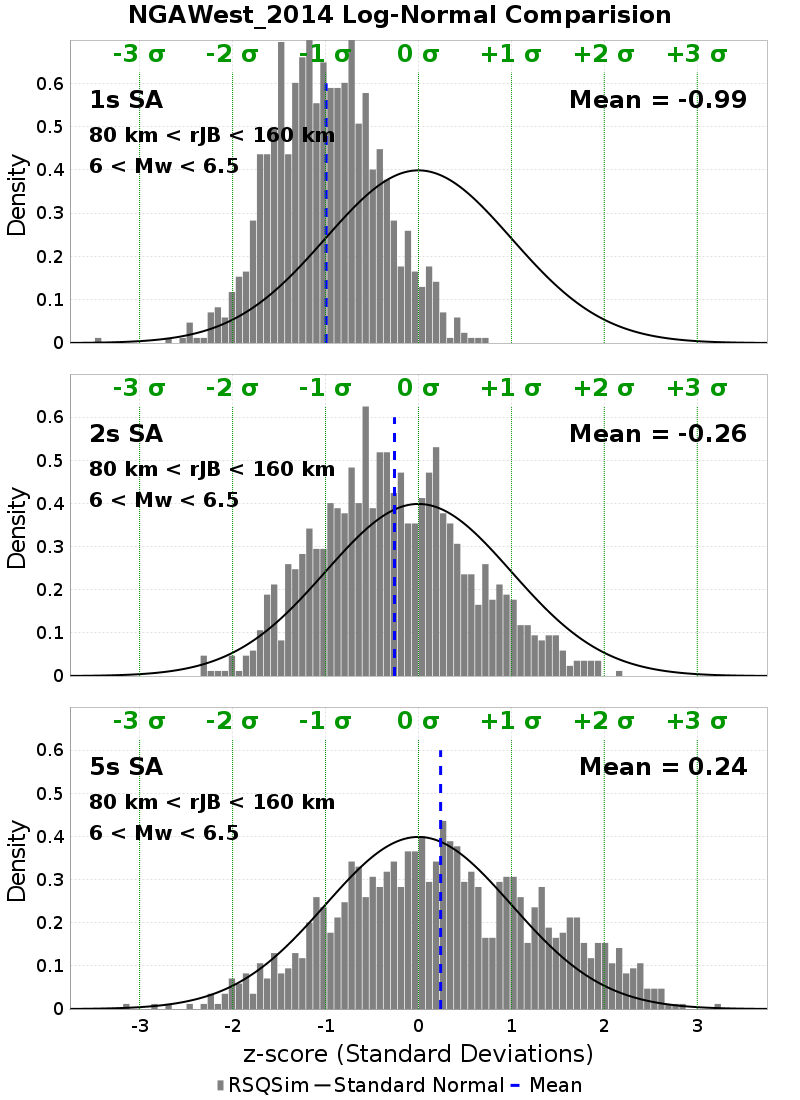 NGAWest_2014 Log-Normal Comparision
-3 σ -2 σ -1 σ 0 σ +1 σ +2 σ +3 σ
1s SA
Mean = -0.99
80 km < rJB < 160 km
6 < Mw < 6.5
Density
0.6
0.5
0.4
0.3
0.2
0.1
0
-3 σ -2 σ -1 σ 0 σ +1 σ +2 σ +3 σ
2s SA
Mean = -0.26
80 km < rJB < 160 km
6 < Mw < 6.5
Density
0.6
0.5
0.4
0.3
0.2
0.1
0
-3 σ -2 σ -1 σ 0 σ +1 σ +2 σ +3 σ
5s SA
Mean = 0.24
80 km < rJB < 160 km
6 < Mw < 6.5
Density
0.6
0.5
0.4
0.3
0.2
0.1
0
-3 -2 -1 0 1 2 3
z-score (Standard Deviations)
RSQSim Standard Normal Mean